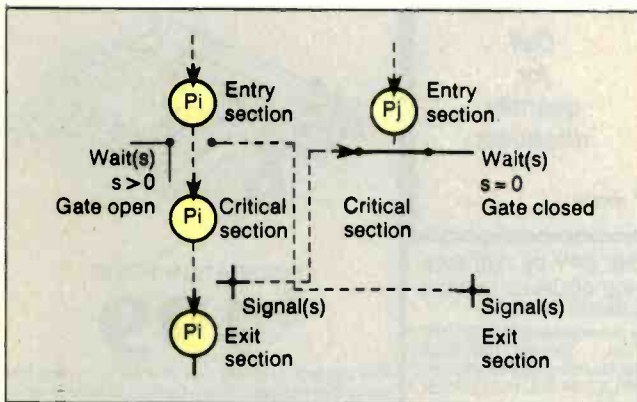 Pi
Entry
section
Wait(s)
s > 0
Gate open
Pi
Critical
section
Signal(s)
Pi
Exit
section
Pj
Entry
section
Wait(s)
s = 0
Gate closed
Critical
section
Signal(s)
Exit
section